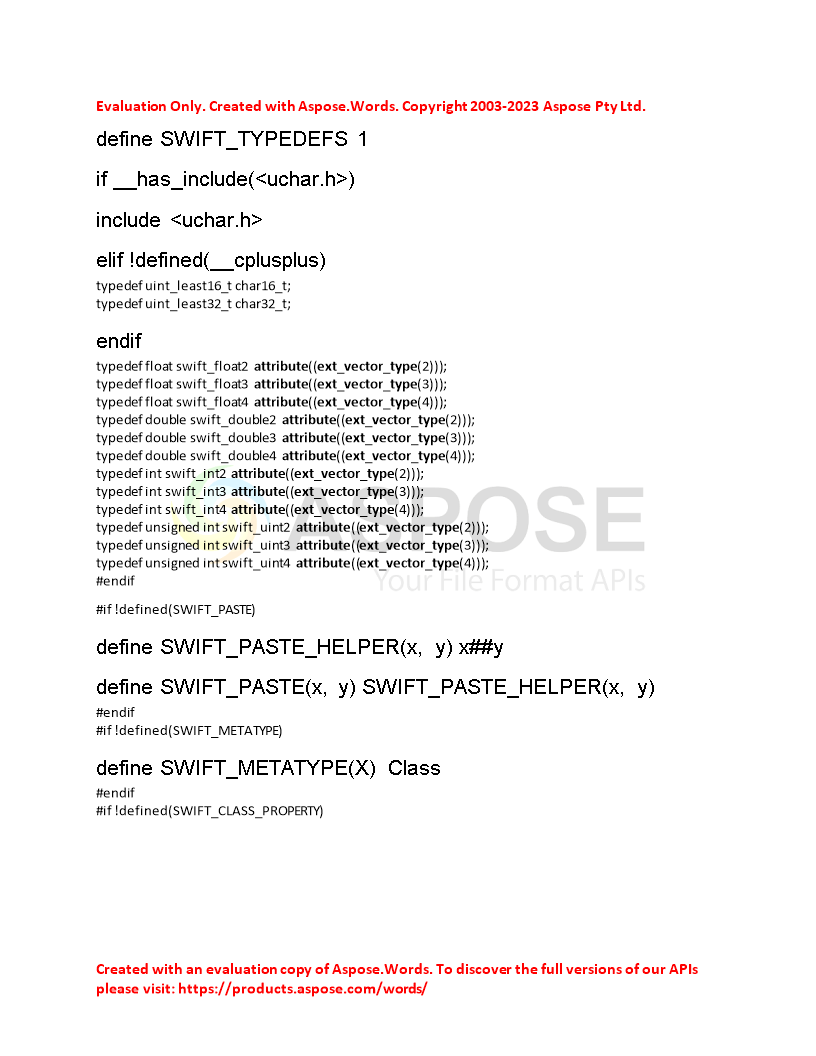 Evaluation Only. Created with Aspose.Words. Copyright 2003-2023 Aspose Pty Ltd.
define SWIFT_TYPEDEFS 1
if __has_include(<uchar.h>)
include <uchar.h>
elif !defined(__cplusplus)
typedef uint_least16_t char16_t;
typedef uint_least32_t char32_t;
endif
typedef float swift_float2 attribute((ext_vector_type(2)));
typedef float swift_float3 attribute((ext_vector_type(3)));
typedef float swift_float4 attribute((ext_vector_type(4)));
typedef double swift_double2 attribute((ext_vector_type(2)));
typedef double swift_double3 attribute((ext_vector_type(3)));
typedef double swift_double4 attribute((ext_vector_type(4)));
typedef int swift_int2 attribute((ext_vector_type(2)));
typedef int swift_int3 attribute((ext_vector_type(3)));
typedef int swift_int4 attribute((ext_vector_type(4)));
typedef unsigned int swift_uint2 attribute((ext_vector_type(2)));
typedef unsigned int swift_uint3 attribute((ext_vector_type(3)));
typedef unsigned int swift_uint4 attribute((ext_vector_type(4)));
ASPOSE
Your File Format APIs
#endif
#if !defined(SWIFT_PASTE)
define SWIFT_PASTE_HELPER(x, y) x##y
define SWIFT_PASTE(x, y) SWIFT_PASTE_HELPER(x, y)
#endif
#if !defined(SWIFT_METATYPE)
define SWIFT_METATYPE(X) Class
#endif
#if !defined(SWIFT_CLASS_PROPERTY)
Created with an evaluation copy of Aspose.Words. To discover the full versions of our APIs
please visit: https://products.aspose.com/words/